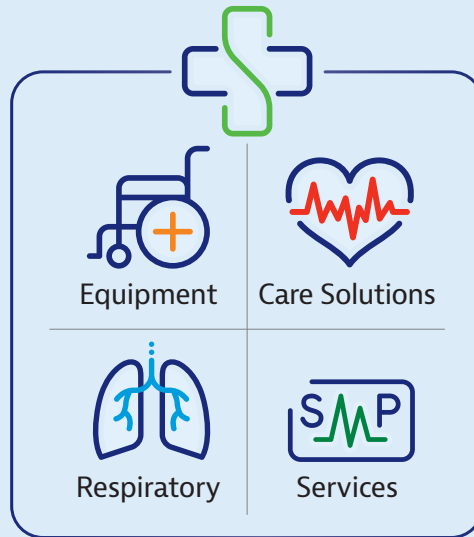 Equipment
Care Solutions
Respiratory
SMP
Services